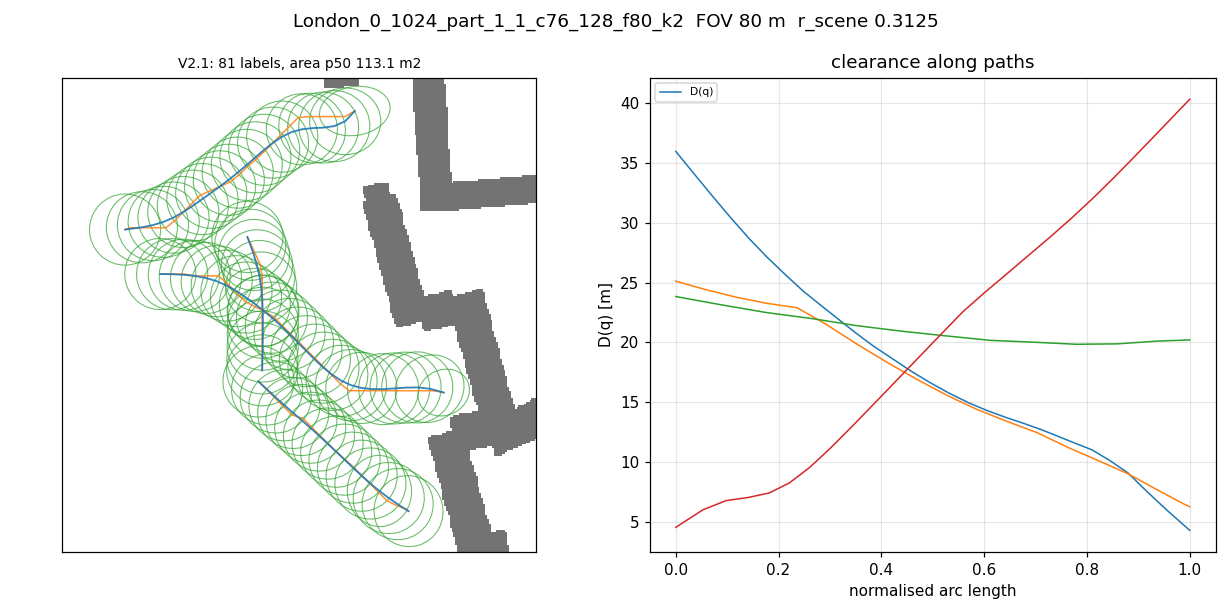 London_0_1024_part_1_1_c76_128_f80_k2  FOV 80 m  r_scene 0.3125
V2.1: 81 labels, area p50 113.1 m2
clearance along paths
D(q)
D(q) [m]
40
35
30
25
20
15
10
5
0.0 0.2 0.4 0.6 0.8 1.0
normalised arc length